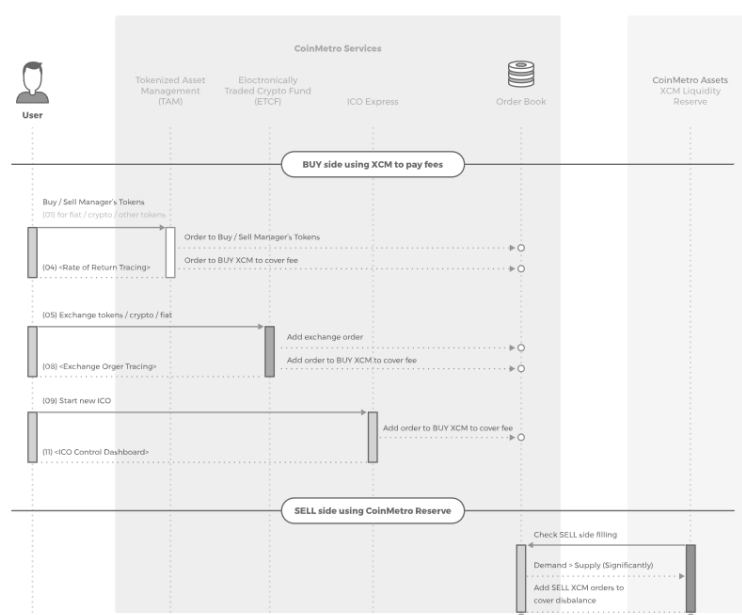 CoinMetro Services
Tokenized Asset
Management
(TAM)
Eloctronically
Traded Crypto Fund
(ETCF)
ICO Express
Order Book
CoinMetro Assets
XCM Liquidity
Reserve
User
BUY side using XCM to pay fees
Buy / Sell Manager's Tokens
(01) for fiat / crypto / other tokens
Order to Buy / Sell Manager's Tokens
Order to BUY XCM to cover fee
(04) <Rate of Return Tracing>
(05) Exchange tokens / crypto / fiat
Add exchange order
Add order to BUY XCM to cover fee
(08) <Exchange Orger Tracing>
(09) Start new ICO
Add order to BUY XCM to cover fee
(11) <ICO Control Dashboard>
SELL side using CoinMetro Reserve
Check SELL side filling
Demand > Supply (Significantly)
Add SELL XCM orders to
cover disbalance